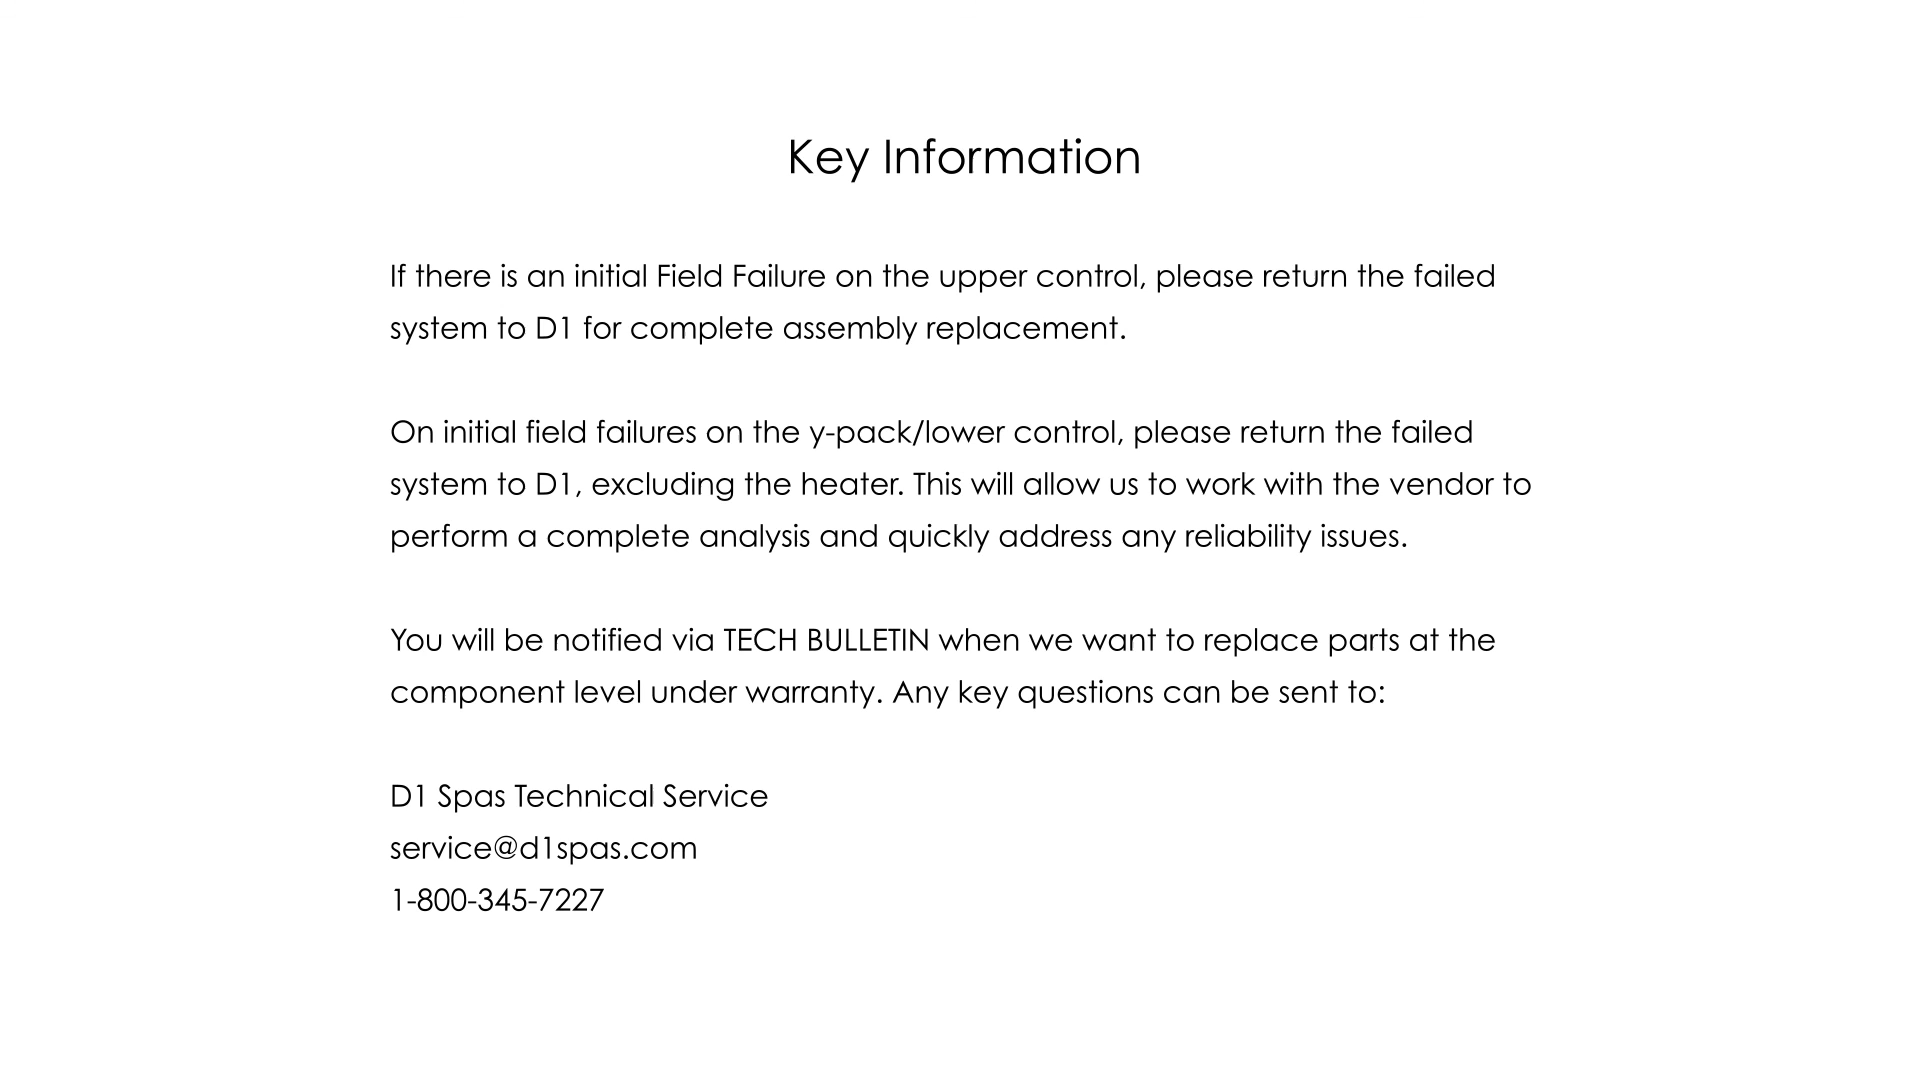 Key Information
If there is an initial Field Failure on the upper control, please return the failed
system to D1 for complete assembly replacement.
On initial field failures on the y-pack/lower control, please return the failed
system to D1, excluding the heater. This will allow us to work with the vendor to
perform a complete analysis and quickly address any reliability issues.
You will be notified via TECH BULLETIN when we want to replace parts at the
component level under warranty. Any key questions can be sent to:
D1 Spas Technical Service
service@d1spas.com
1-800-345-7227